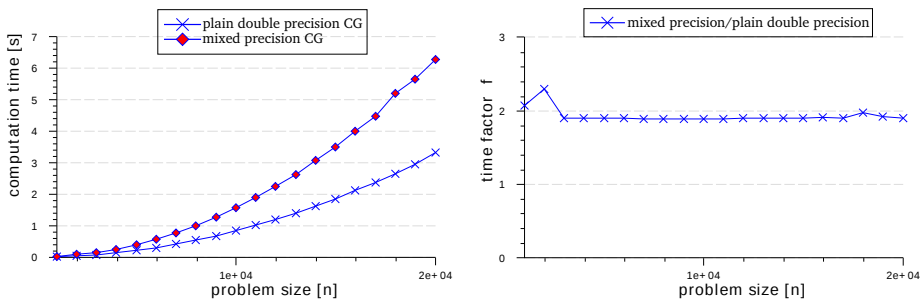 plain double precision CG
mixed precision CG
computation time [s]
7
6
5
4
3
2
1
0
1e+04
2e+04
problem size [n]
mixed precision/plain double precision
time factor f
3
2
1
0
1e+04
2e+04
problem size [n]